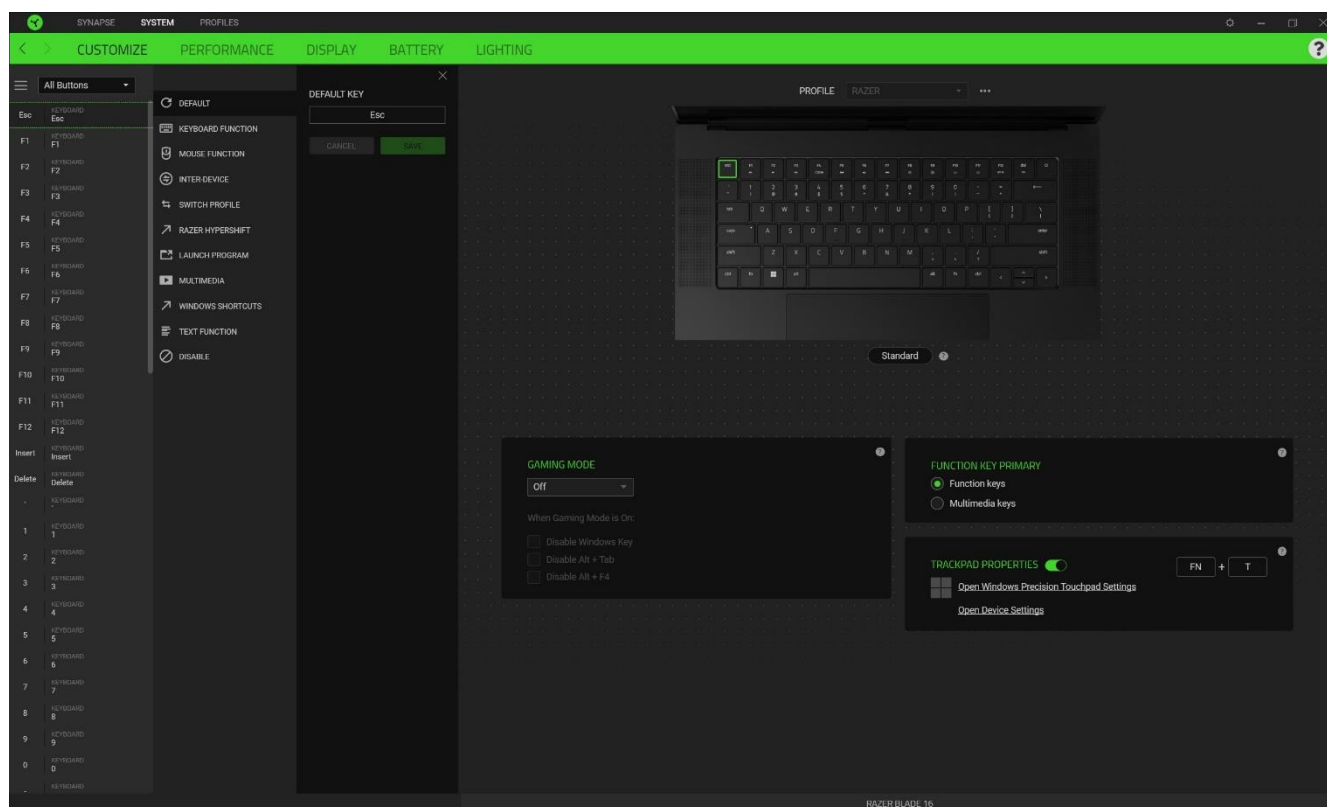 SYNAPSE SYSTEM PROFILES
CUSTOMIZE PERFORMANCE DISPLAY BATTERY LIGHTING
?
All Buttons
Esc KEYBOARD Esc
F1 KEYBOARD F1
F2 KEYBOARD F2
F3 KEYBOARD F3
F4 KEYBOARD F4
F5 KEYBOARD F5
F6 KEYBOARD F6
F7 KEYBOARD F7
F8 KEYBOARD F8
F9 KEYBOARD F9
F10 KEYBOARD F10
F11 KEYBOARD F11
F12 KEYBOARD F12
Insert KEYBOARD Insert
Delete KEYBOARD Delete
KEYBOARD
1 KEYBOARD 1
2 KEYBOARD 2
3 KEYBOARD 3
4 KEYBOARD 4
5 KEYBOARD 5
6 KEYBOARD 6
7 KEYBOARD 7
8 KEYBOARD 8
9 KEYBOARD 9
0 KEYBOARD 0
KEYBOARD
DEFAULT
KEYBOARD FUNCTION
MOUSE FUNCTION
INTER-DEVICE
SWITCH PROFILE
RAZER HYPERSHIFT
LAUNCH PROGRAM
MULTIMEDIA
WINDOWS SHORTCUTS
TEXT FUNCTION
DISABLE
DEFAULT KEY
Esc
CANCEL SAVE
PROFILE RAZER
Q W E R T Y U I O P
A S D F G H J K L
Z X C V B N M
Standard ?
GAMING MODE
Off
When Gaming Mode is On:
Disable Windows Key
Disable Alt + Tab
Disable Alt + F4
FUNCTION KEY PRIMARY
Function keys
Multimedia keys
TRACKPAD PROPERTIES FN + T
Open Windows Precision Touchpad Settings
Open Device Settings
RAZER BLADE 16